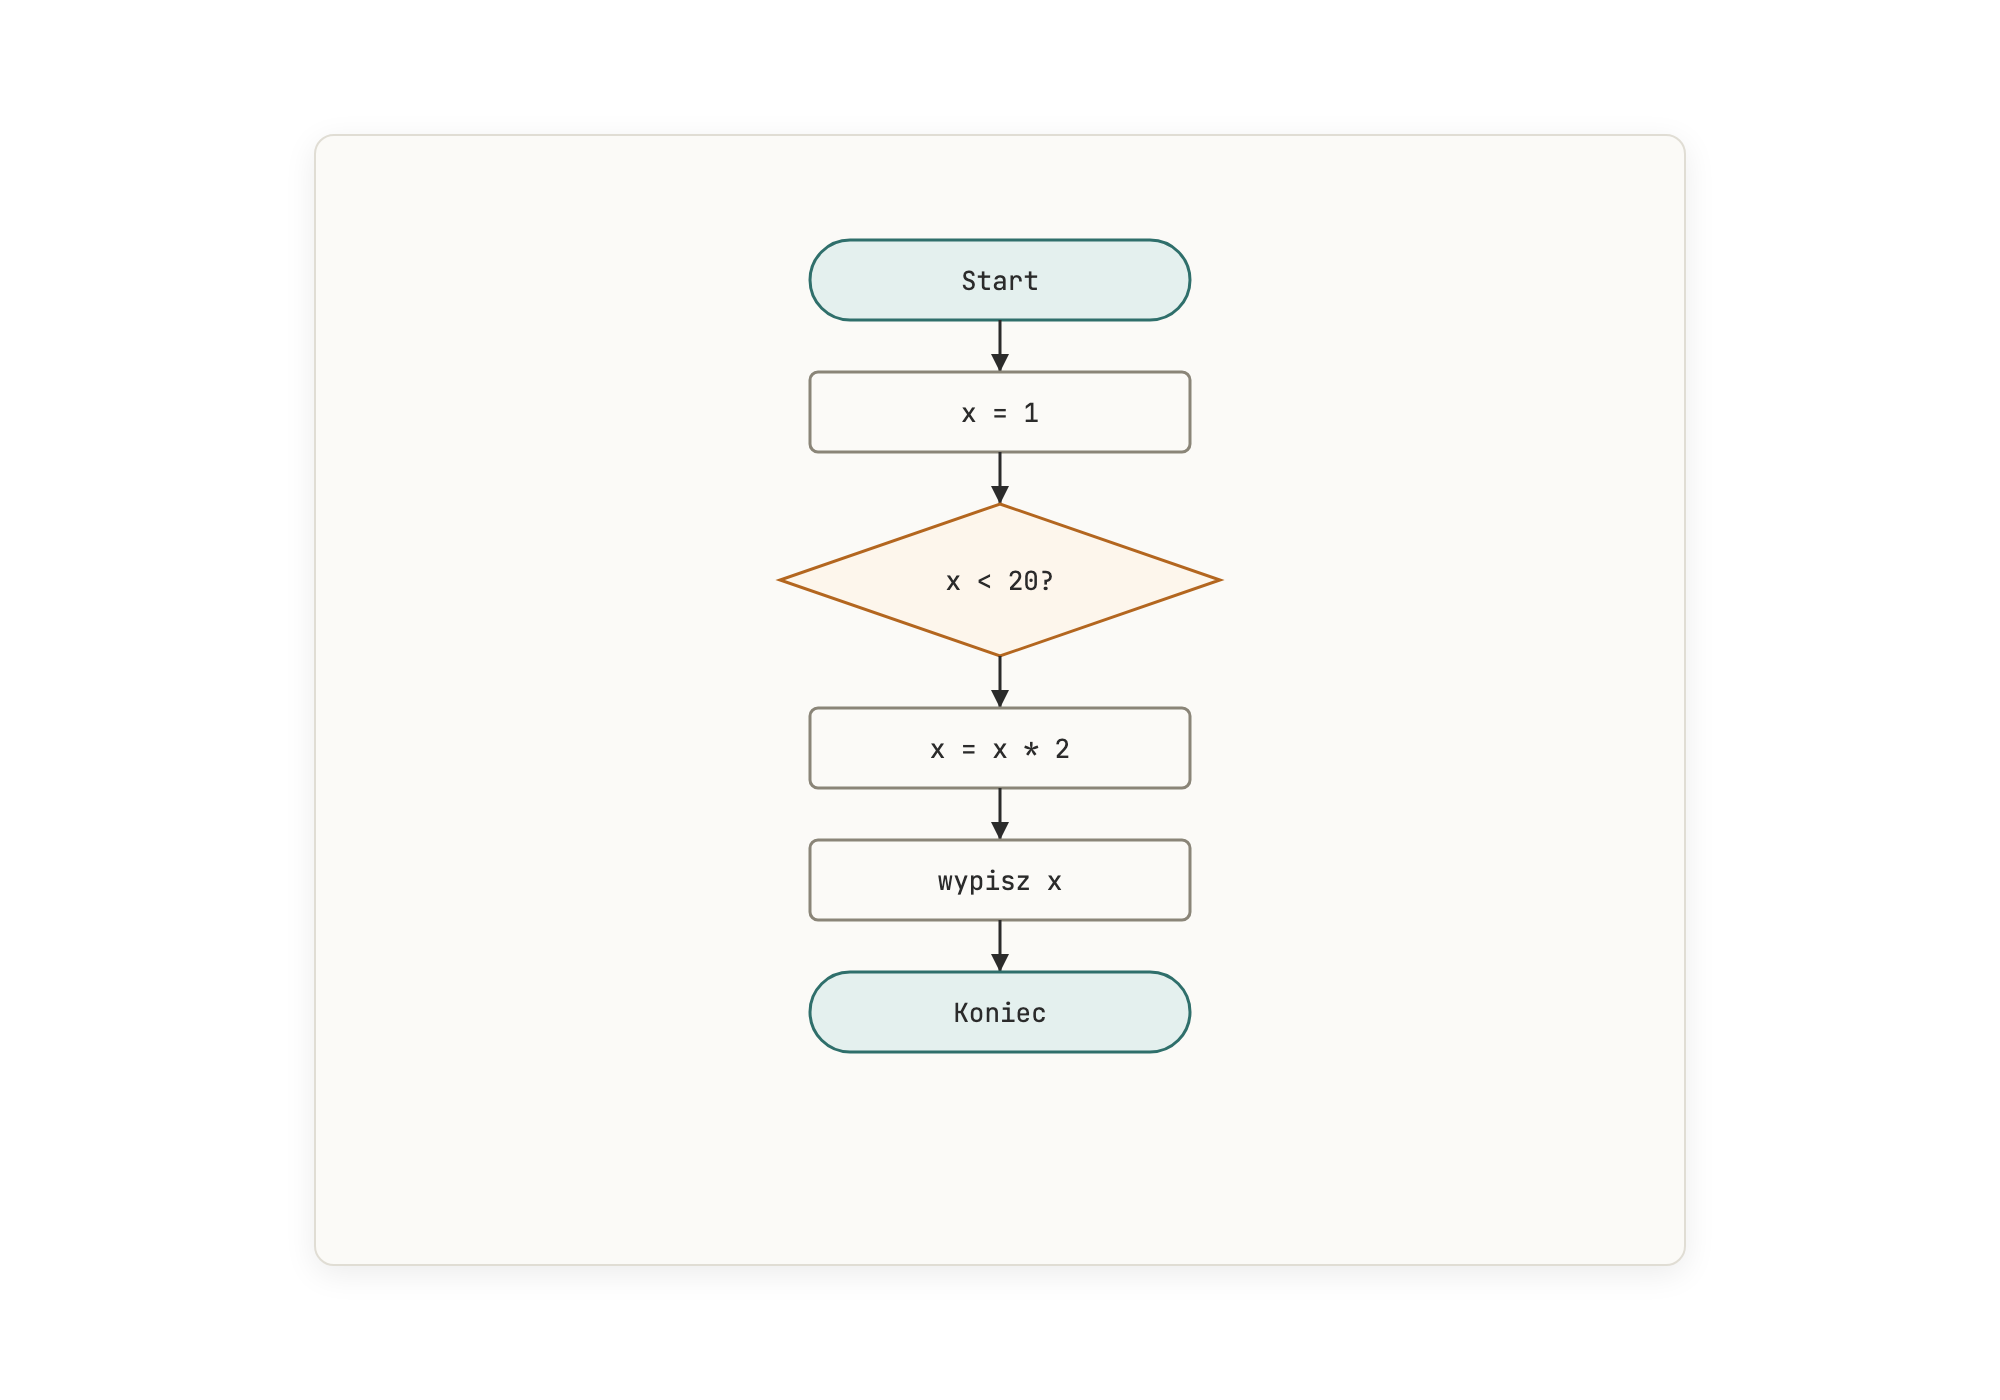 Start
x = 1
x < 20?
x = x * 2
wypisz x
Koniec